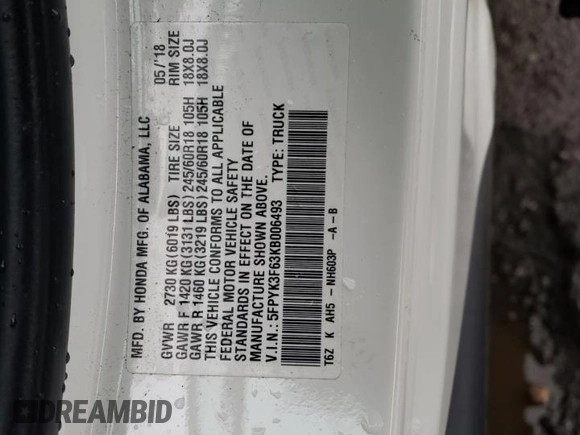 MFD. BY HONDA MFG. OF ALABAMA, LLC 05/'18
GVWR 2730 KG(6019 LBS) TIRE SIZE RIM SIZE
GAWR F 1420 KG(3131 LBS)245/60R18 105H 18X8.0J
GAWR R 1460 KG(3219 LBS)245/60R18 105H 18X8.0J
THIS VEHICLE CONFORMS TO ALL APPLICABLE
FEDERAL MOTOR VEHICLE SAFETY
STANDARDS IN EFFECT ON THE DATE OF
MANUFACTURE SHOWN ABOVE.
V.I.N.: 5FPYK3F63KB006493 TYPE: TRUCK
T6Z K AH5 - NH603P -A -B
DREAMBID